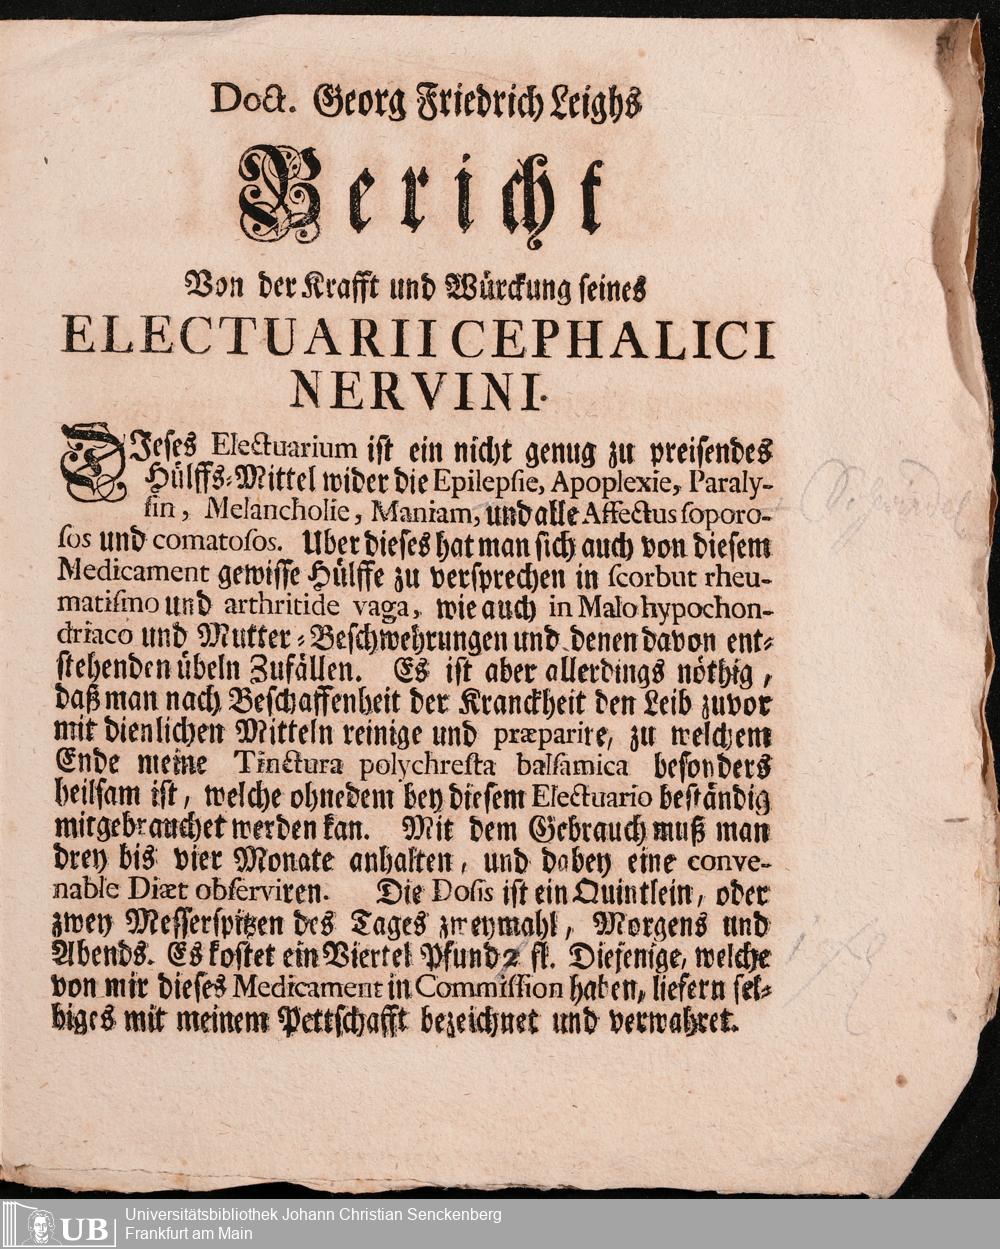 54
Doct. Georg Friedrich Leighs
Bericht
Von der Krafft und Würckung seines
ELECTUARII CEPHALICI
NERVINI.
DIeses Electuarium ist ein nicht genug zu preisendes
Hülffs-Mittel wider die Epilepsie, Apoplexie, Paraly-
sin, Melancholie, Maniam, und alle Affectus soporo-
sos und comatosos. Uber dieses hat man sich auch von diesem
Medicament gewisse Hülffe zu versprechen in scorbut rheu-
matismo und arthritide vaga, wie auch in Malo hypochon-
driaco und Mutter-Beschwehrungen und denen davon ent-
stehenden übeln Zufällen. Es ist aber allerdings nöthig,
daß man nach Beschaffenheit der Kranckheit den Leib zuvor
mit dienlichen Mitteln reinige und præparire, zu welchem
Ende meine Tinctura polychresta balsamica besonders
heilsam ist, welche ohnedem bey diesem Electuario beständig
mitgebrauchet werden kan. Mit dem Gebrauch muß man
drey bis vier Monate anhalten, und dabey eine conve-
nable Diæt observiren. Die Dosis ist ein Quintlein, oder
zwey Messerspitzen des Tages zweymahl, Morgens und
Abends. Es kostet ein Viertel Pfund 2 fl. Diejenige, welche
von mir dieses Medicament in Commission haben, liefern sel-
biges mit meinem Pettschafft bezeichnet und verwahret.
+ Schwindel
UB
Universitätsbibliothek Johann Christian Senckenberg
Frankfurt am Main